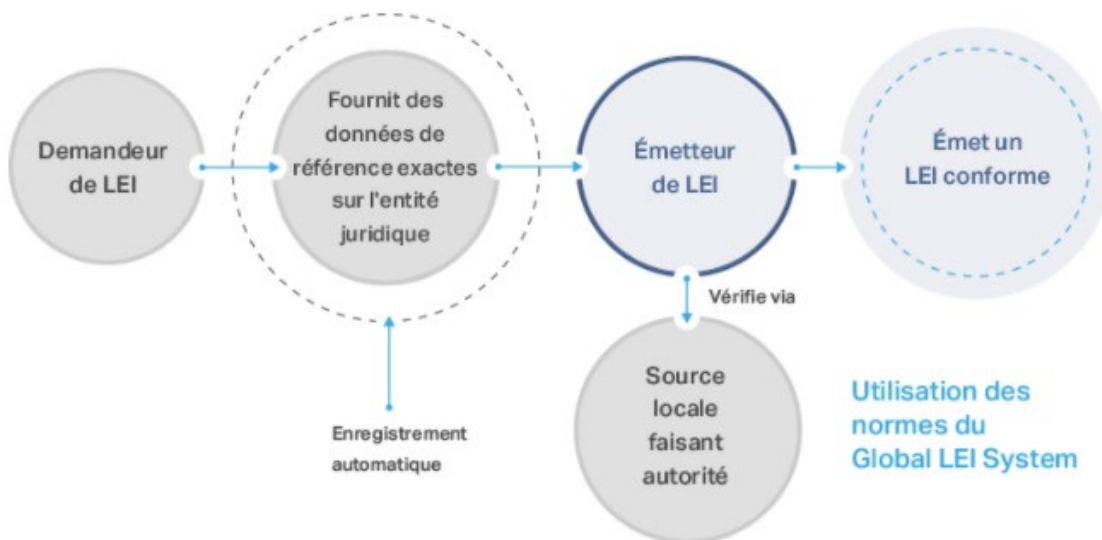 Demandeur
de LEI
Fournit des
données de
référence exactes
sur l'entité
juridique
Émetteur
de LEI
Émet un
LEI conforme
Vérifie via
Enregistrement
automatique
Source
locale
faisant
autorité
Utilisation des
normes du
Global LEI System